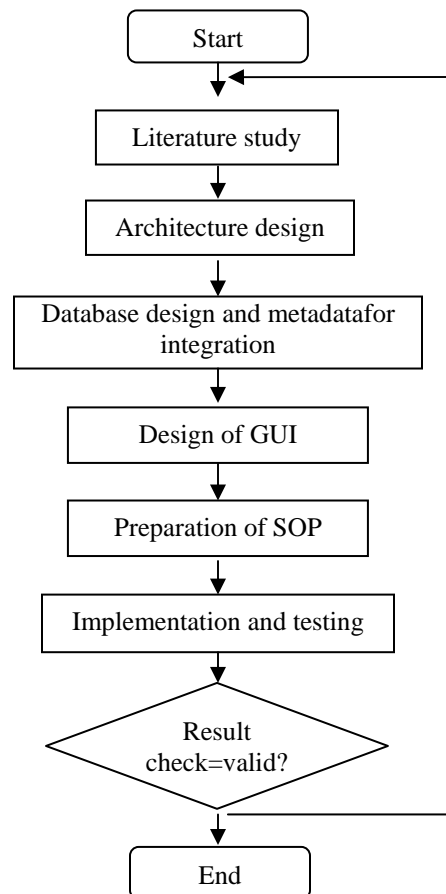 Start
Literature study
Architecture design
Database design and metadatafor
integration
Design of GUI
Preparation of SOP
Implementation and testing
Result
check=valid?
End